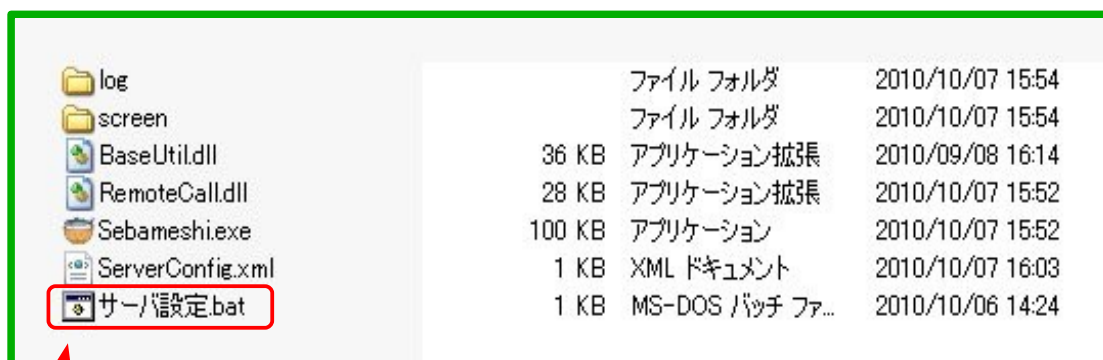 log ファイル フォルダ 2010/10/07 15:54
screen ファイル フォルダ 2010/10/07 15:54
BaseUtil.dll 36 KB アプリケーション拡張 2010/09/08 16:14
RemoteCall.dll 28 KB アプリケーション拡張 2010/10/07 15:52
Sebameshi.exe 100 KB アプリケーション 2010/10/07 15:52
ServerConfig.xml 1 KB XML ドキュメント 2010/10/07 16:03
サーバ設定.bat 1 KB MS-DOS バッチ ファ... 2010/10/06 14:24